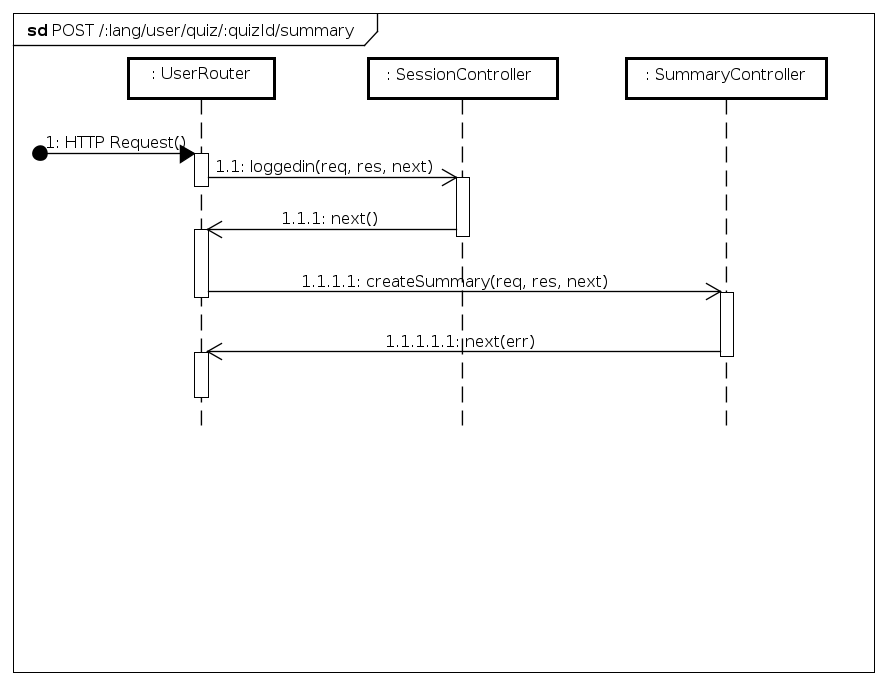 sd POST /:lang/user/quiz/:quizId/summary
: UserRouter
: SessionController
: SummaryController
1: HTTP Request()
1.1: loggedin(req, res, next)
1.1.1: next()
1.1.1.1: createSummary(req, res, next)
1.1.1.1.1: next(err)